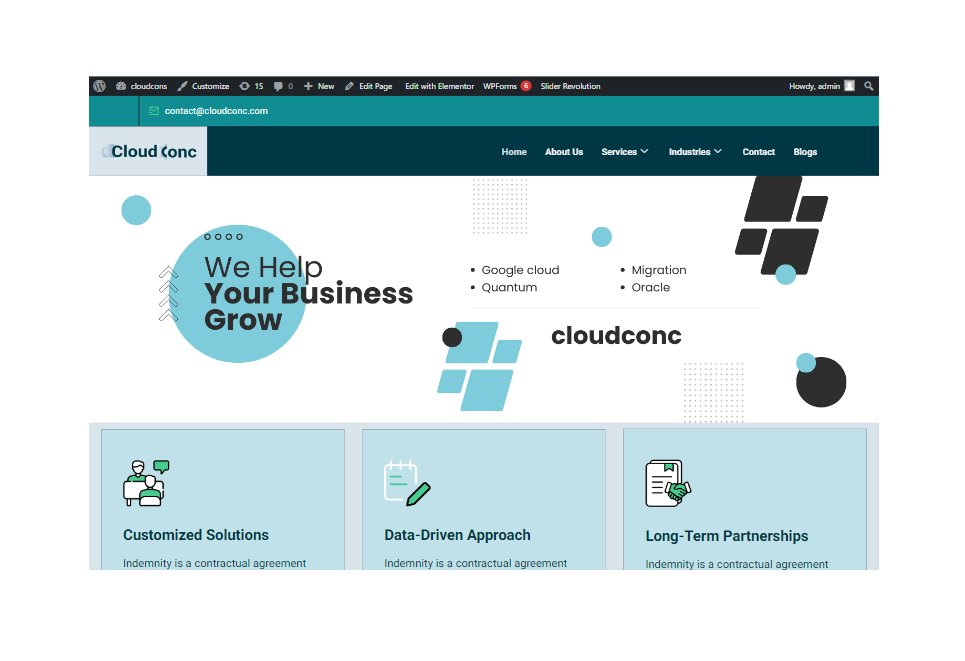 cloudcons Customize 15 0 New Edit Page Edit with Elementor WPForms 6 Slider Revolution Howdy, admin
contact@cloudconc.com
Cloud Conc Home About Us Services Industries Contact Blogs
We Help
Your Business
Grow
• Google cloud • Migration
• Quantum • Oracle
cloudconc
Customized Solutions Data-Driven Approach Long-Term Partnerships
Indemnity is a contractual agreement Indemnity is a contractual agreement Indemnity is a contractual agreement